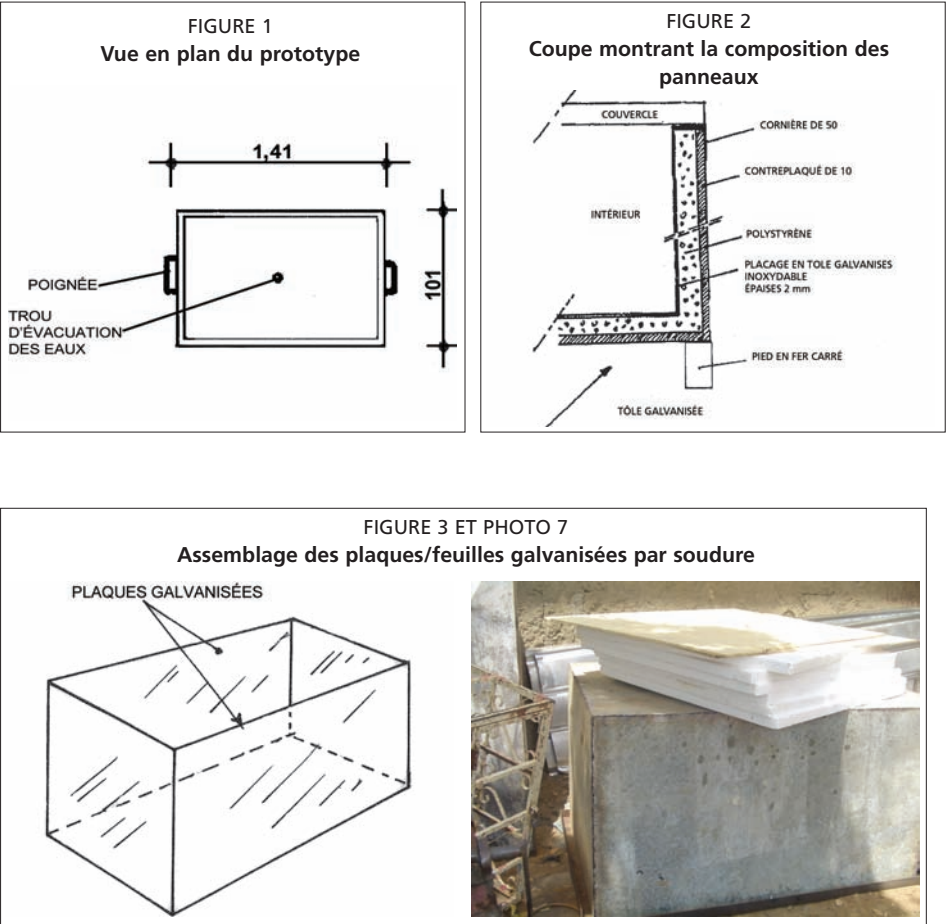 FIGURE 1
Vue en plan du prototype
1,41
101
POIGNÉE
TROU
D'ÉVACUATION
DES EAUX
FIGURE 2
Coupe montrant la composition des
panneaux
COUVERCLE
CORNIÈRE DE 50
CONTREPLAQUÉ DE 10
INTÉRIEUR
POLYSTYRÈNE
PLACAGE EN TOLE GALVANISES
INOXYDABLE
ÉPAISES 2 mm
PIED EN FER CARRÉ
TÔLE GALVANISÉE
FIGURE 3 ET PHOTO 7
Assemblage des plaques/feuilles galvanisées par soudure
PLAQUES GALVANISÉES